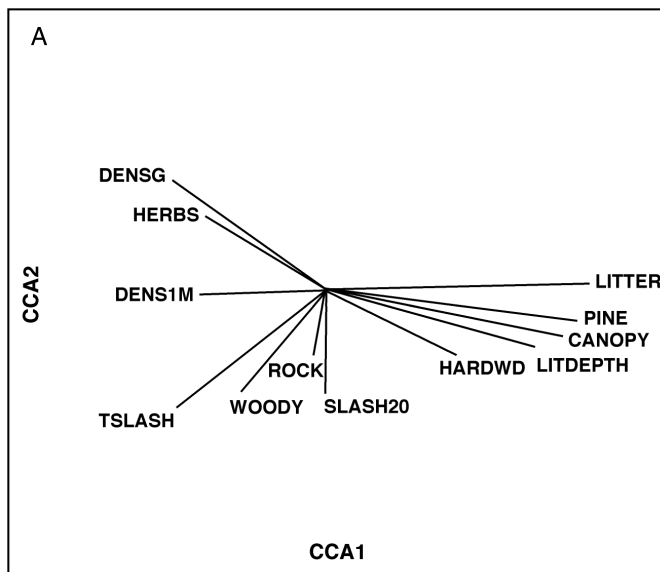 A
DENSG
HERBS
LITTER
DENS1M
CCA2
PINE
CANOPY
LITDEPTH
HARDWD
ROCK
WOODY
SLASH20
TSLASH
CCA1